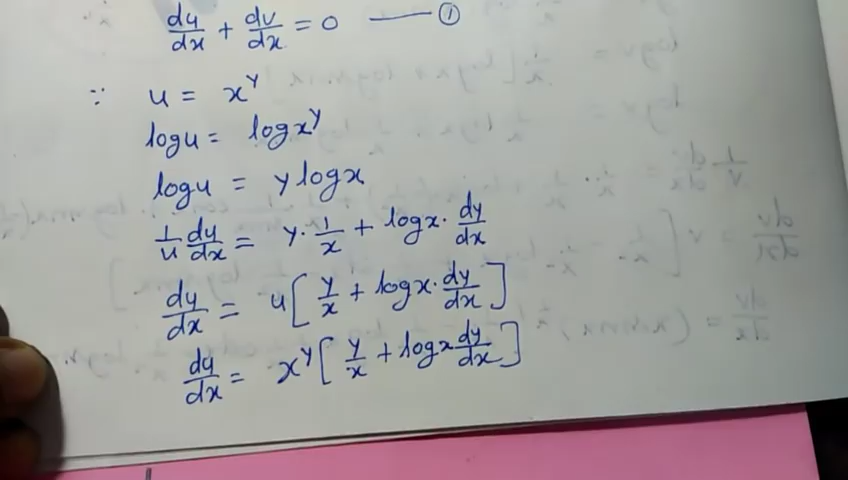 du/dx + dv/dx = 0 —— ①
∵ u = x^y
log u = log x^y
log u = y log x
1/u du/dx = y · 1/x + log x · dy/dx
du/dx = u [ y/x + log x · dy/dx ]
du/dx = x^y [ y/x + log x dy/dx ]